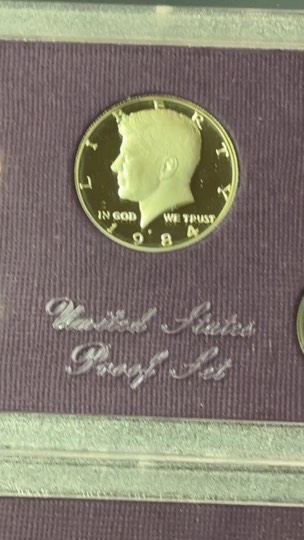 LIBERTY
IN GOD WE TRUST
1984
United States
Proof Set